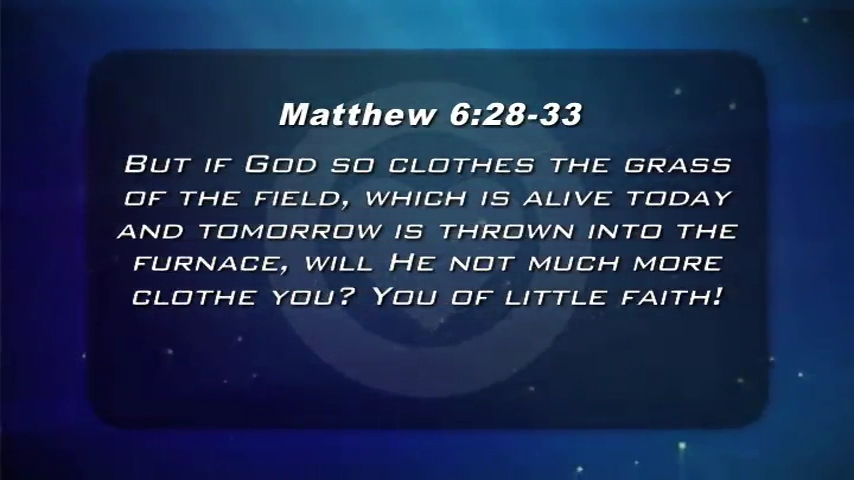 Matthew 6:28-33
But if God so clothes the grass
of the field, which is alive today
and tomorrow is thrown into the
furnace, will He not much more
clothe you? You of little faith!